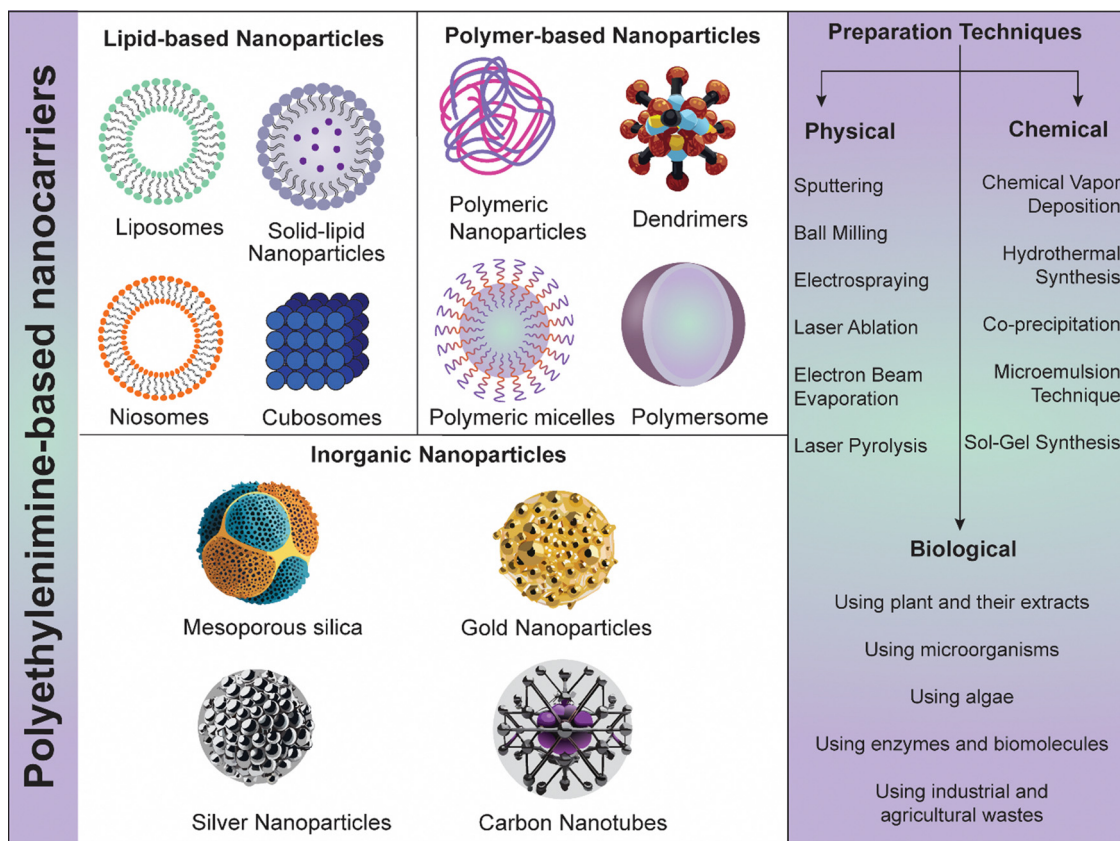 Polyethylenimine-based nanocarriers
Lipid-based Nanoparticles
Liposomes
Solid-lipid
Nanoparticles
Niosomes
Cubosomes
Polymer-based Nanoparticles
Polymeric
Nanoparticles
Dendrimers
Polymeric micelles
Polymersome
Inorganic Nanoparticles
Mesoporous silica
Gold Nanoparticles
Silver Nanoparticles
Carbon Nanotubes
Preparation Techniques
Physical
Sputtering
Ball Milling
Electrospraying
Laser Ablation
Electron Beam
Evaporation
Laser Pyrolysis
Chemical
Chemical Vapor
Deposition
Hydrothermal
Synthesis
Co-precipitation
Microemulsion
Technique
Sol-Gel Synthesis
Biological
Using plant and their extracts
Using microorganisms
Using algae
Using enzymes and biomolecules
Using industrial and
agricultural wastes